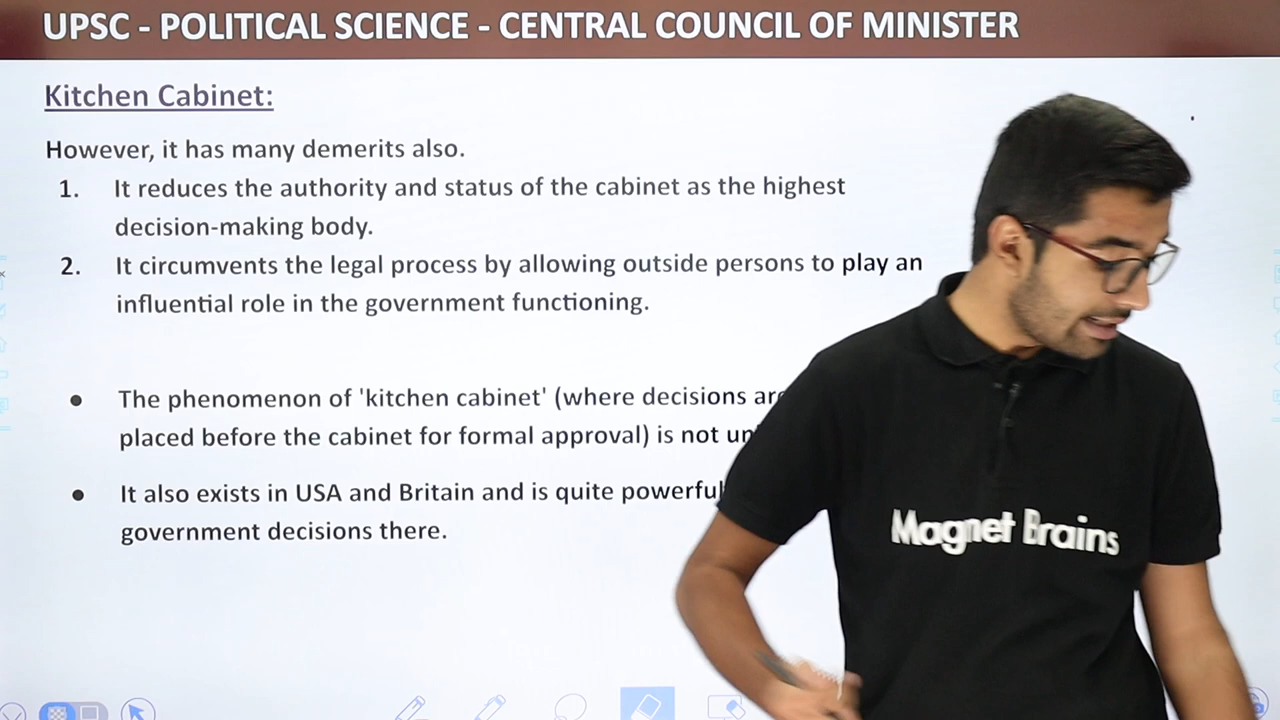 UPSC - POLITICAL SCIENCE - CENTRAL COUNCIL OF MINISTER
Kitchen Cabinet:
However, it has many demerits also.
1. It reduces the authority and status of the cabinet as the highest
decision-making body.
2. It circumvents the legal process by allowing outside persons to play an
influential role in the government functioning.
● The phenomenon of 'kitchen cabinet' (where decisions are
placed before the cabinet for formal approval) is not
● It also exists in USA and Britain and is quite powerful
government decisions there.
Magnet Brains